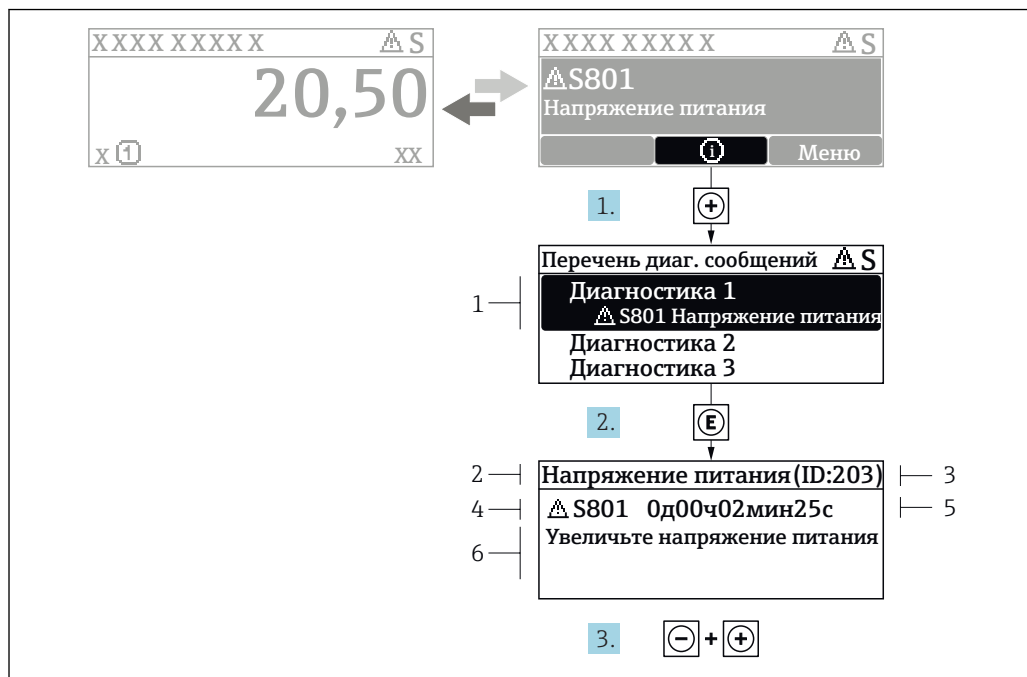 XXXX XXXXX ⚠ S
20,50
X ① XX
XXXX XXXXX ⚠ S
⚠S801
Напряжение питания
ⓘ Меню
1. +
Перечень диаг. сообщений ⚠ S
1
Диагностика 1
⚠ S801 Напряжение питания
Диагностика 2
Диагностика 3
2. E
2 Напряжение питания (ID:203) 3
4 ⚠ S801 0д00ч02мин25с 5
6 Увеличьте напряжение питания
3. - + +